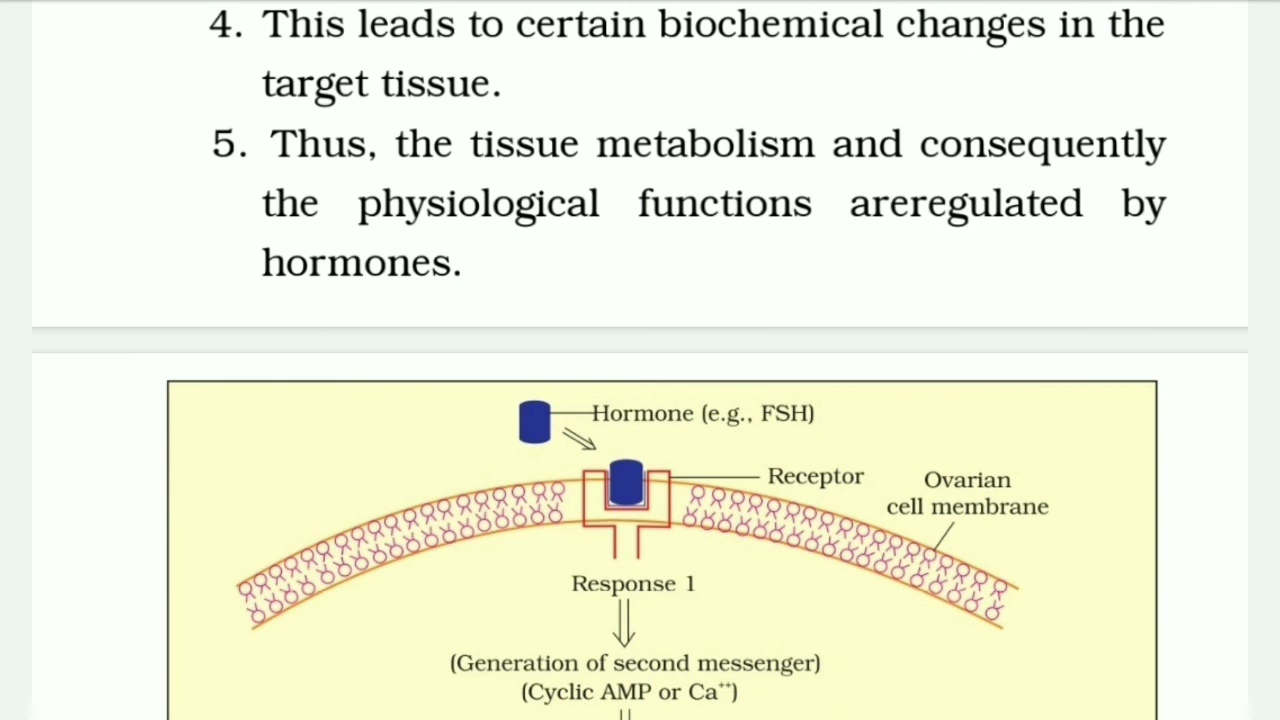 4. This leads to certain biochemical changes in the
target tissue.
5. Thus, the tissue metabolism and consequently
the physiological functions areregulated by
hormones.
Hormone (e.g., FSH)
Receptor
Ovarian
cell membrane
Response 1
(Generation of second messenger)
(Cyclic AMP or Ca⁺⁺)